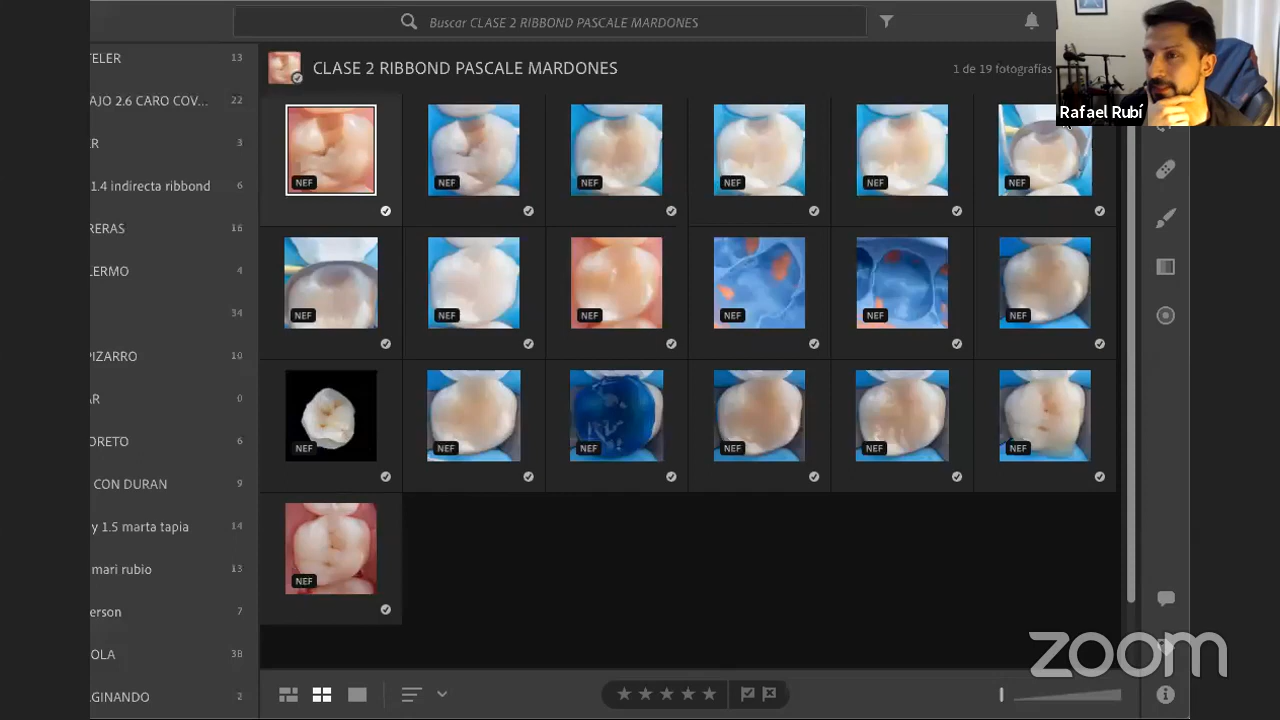 Buscar CLASE 2 RIBBOND PASCALE MARDONES
CLASE 2 RIBBOND PASCALE MARDONES
1 de 19 fotografías
Rafael Rubí
TELER 13
AJO 2.6 CARO COV... 22
AR 3
1.4 indirecta ribbond 6
RERAS 16
LERMO 4
34
PIZARRO 10
AR 0
ORETO 6
CON DURAN 9
y 1.5 marta tapia 14
mari rubio 13
erson 7
OLA 38
AGINANDO 2
NEF NEF NEF NEF NEF NEF
NEF NEF NEF NEF NEF NEF
NEF NEF NEF NEF NEF NEF
NEF
zoom